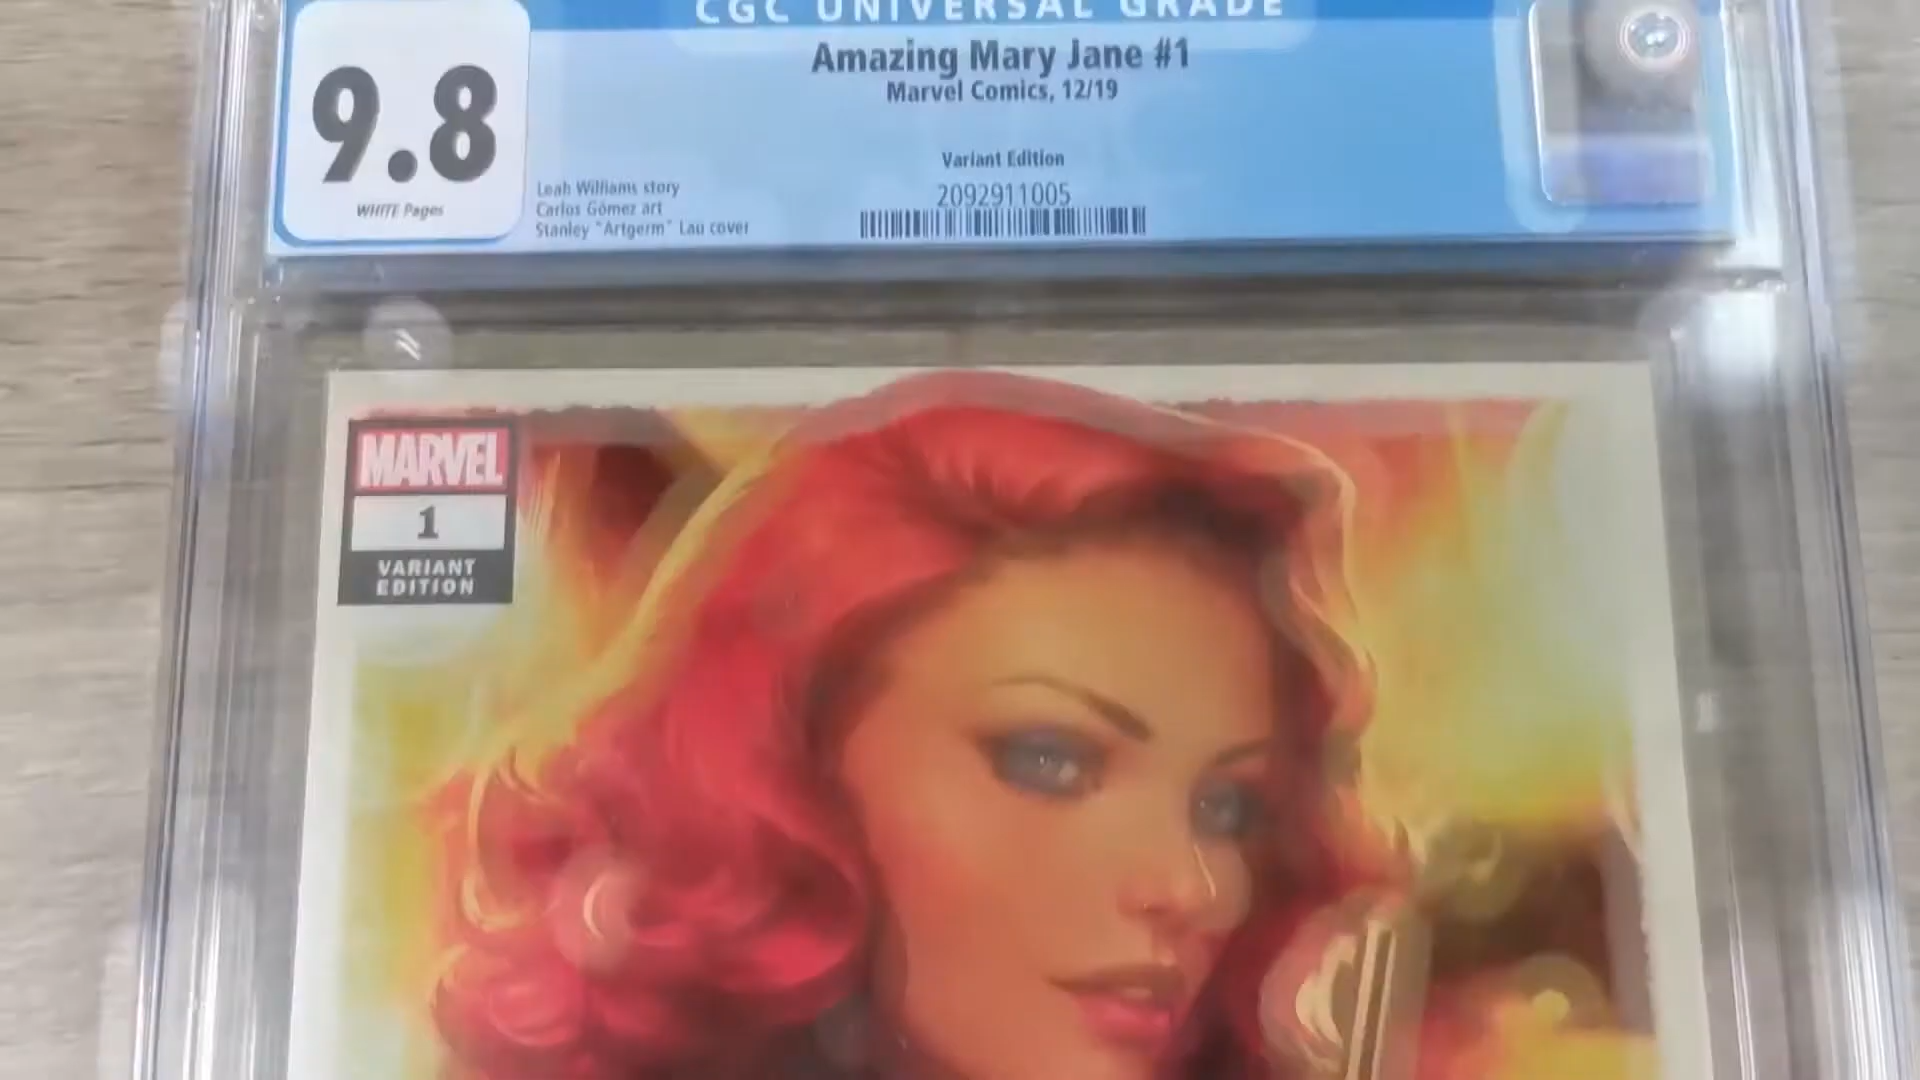 CGC UNIVERSAL GRADE
9.8
WHITE Pages
Amazing Mary Jane #1
Marvel Comics, 12/19
Variant Edition
2092911005
Leah Williams story
Carlos Gómez art
Stanley "Artgerm" Lau cover
MARVEL
1
VARIANT
EDITION